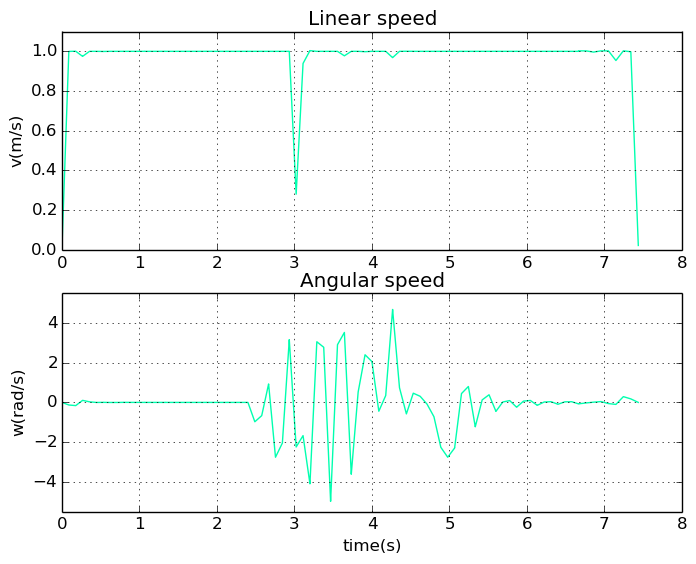 Linear speed
v(m/s)
1.0
0.8
0.6
0.4
0.2
0.0
0 1 2 3 4 5 6 7 8
Angular speed
w(rad/s)
4
2
0
−2
−4
0 1 2 3 4 5 6 7 8
time(s)